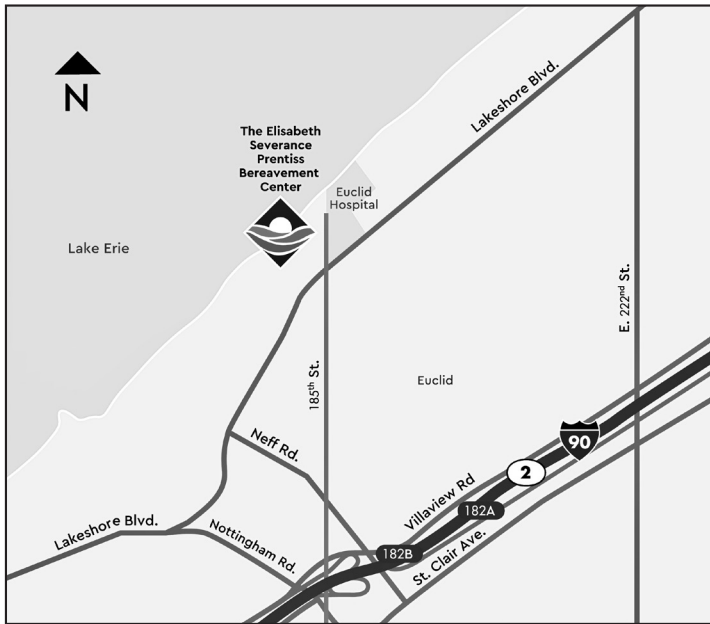 N
The Elisabeth
Severance
Prentiss
Bereavement
Center
Lakeshore Blvd.
Euclid
Hospital
Lake Erie
E. 222nd St.
185th St.
Euclid
Neff Rd.
90
2
Villaview Rd
182A
Lakeshore Blvd.
Nottingham Rd.
182B
St. Clair Ave.